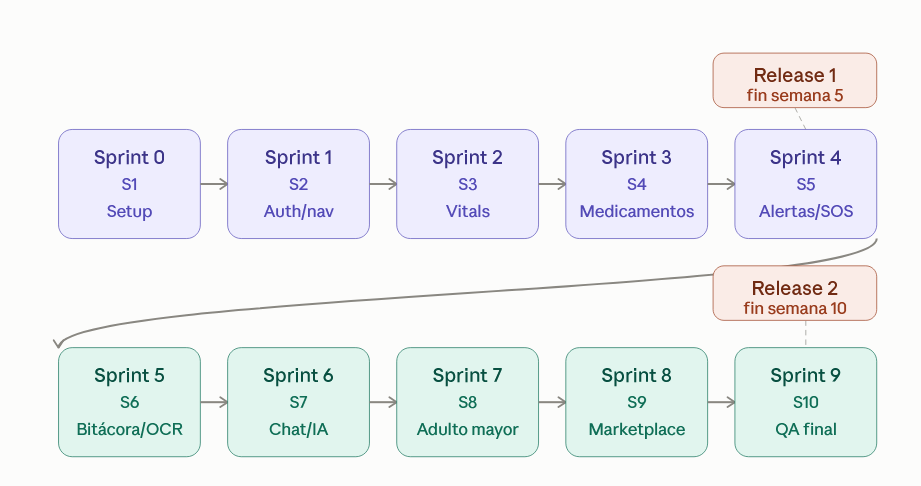 Release 1
fin semana 5
Sprint 0
S1
Setup
Sprint 1
S2
Auth/nav
Sprint 2
S3
Vitals
Sprint 3
S4
Medicamentos
Sprint 4
S5
Alertas/SOS
Release 2
fin semana 10
Sprint 5
S6
Bitácora/OCR
Sprint 6
S7
Chat/IA
Sprint 7
S8
Adulto mayor
Sprint 8
S9
Marketplace
Sprint 9
S10
QA final